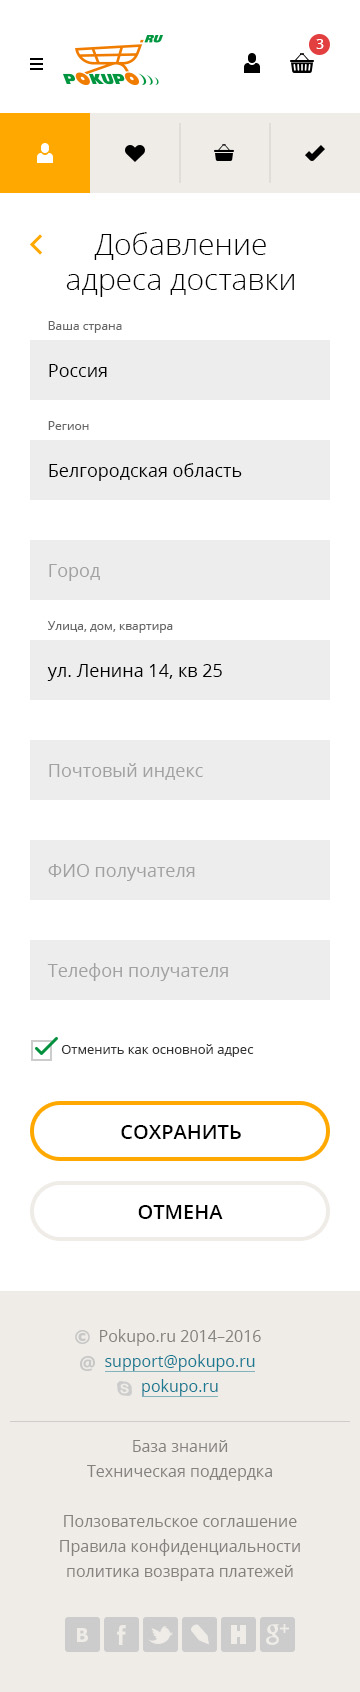 .RU
POKUPO
3
Добавление
адреса доставки
Ваша страна
Россия
Регион
Белгородская область
Город
Улица, дом, квартира
ул. Ленина 14, кв 25
Почтовый индекс
ФИО получателя
Телефон получателя
Отменить как основной адрес
СОХРАНИТЬ
ОТМЕНА
© Pokupo.ru 2014–2016
@ support@pokupo.ru
pokupo.ru
База знаний
Техническая поддердка
Ползовательское соглашение
Правила конфиденциальности
политика возврата платежей
В f H g+